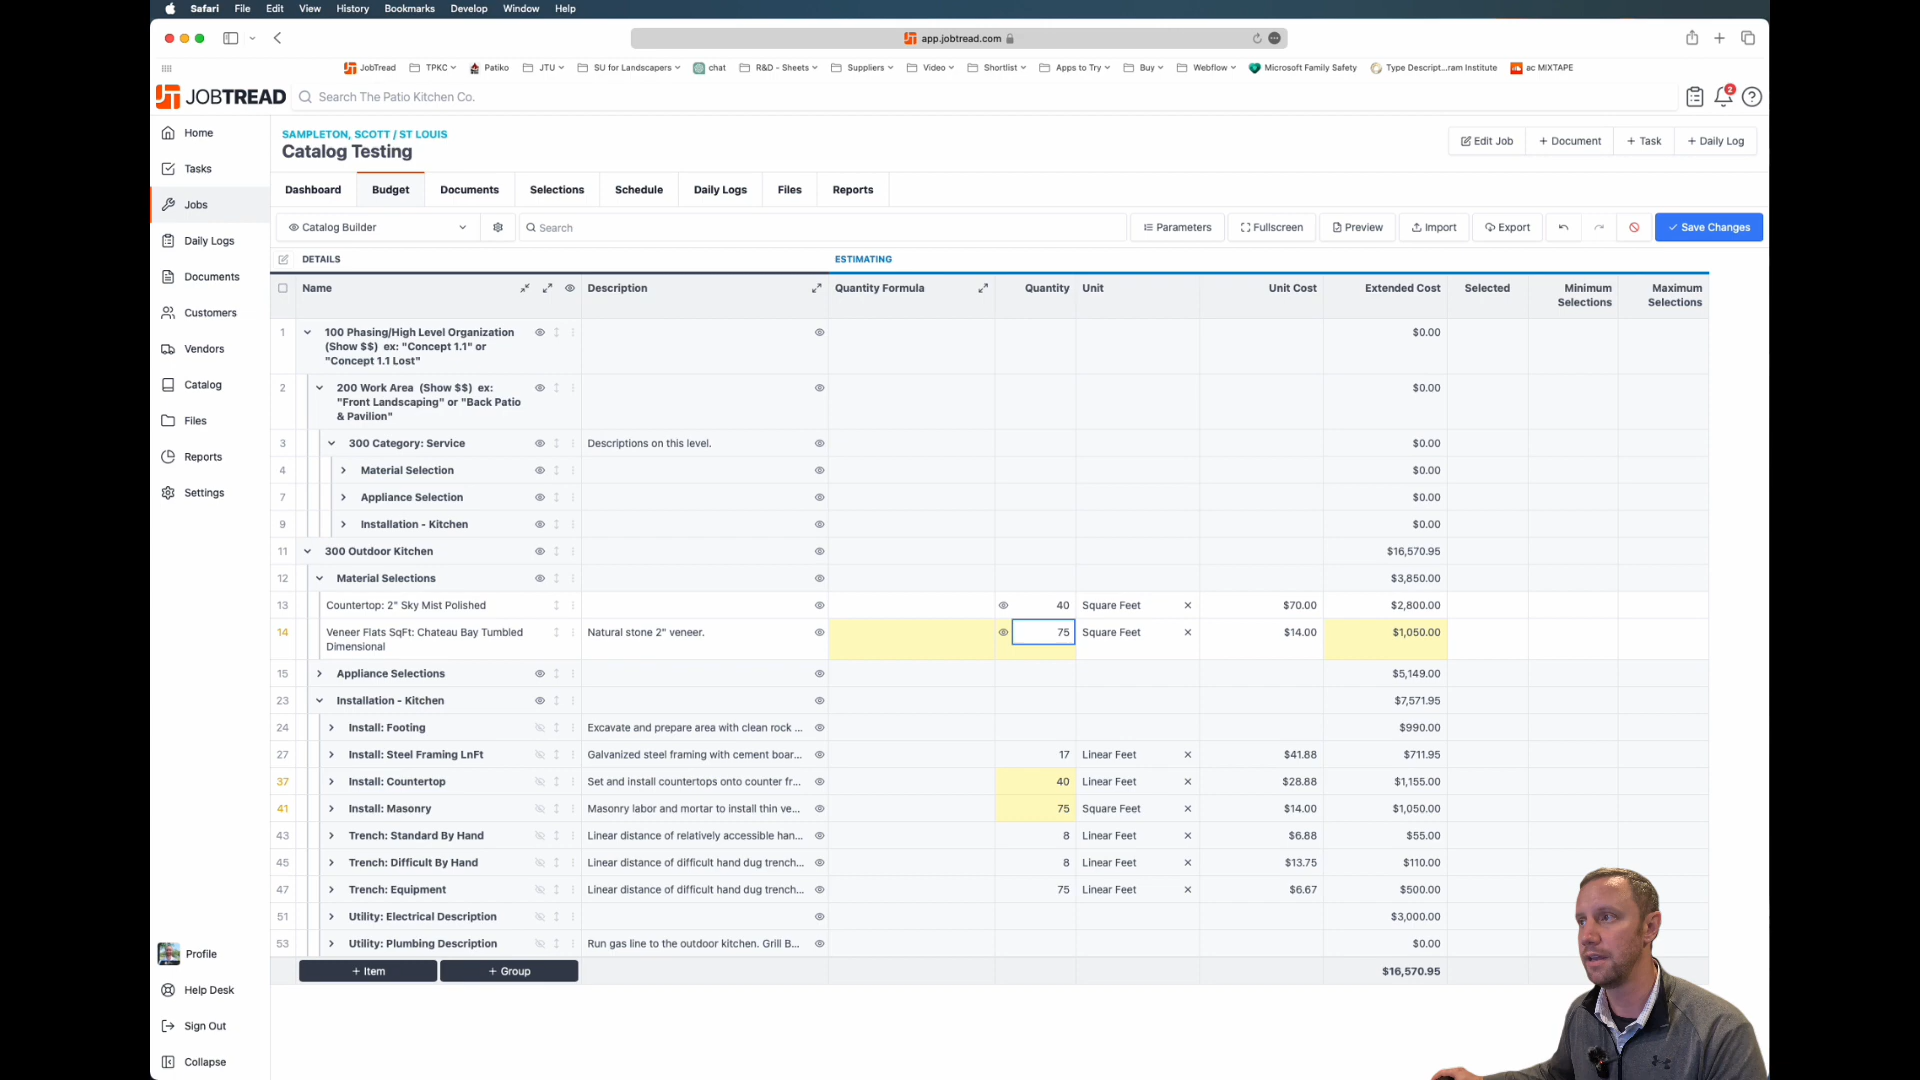 Safari File Edit View History Bookmarks Develop Window Help
app.jobtread.com
JobTread TPKC Patiko JTU SU for Landscapers chat R&D - Sheets Suppliers Video Shortlist Apps to Try Buy Webflow Microsoft Family Safety Type Descript...ram Institute ac MIXTAPE
JOBTREAD Search The Patio Kitchen Co. 2
Home
Tasks
Jobs
Daily Logs
Documents
Customers
Vendors
Catalog
Files
Reports
Settings
Profile
Help Desk
Sign Out
Collapse
SAMPLETON, SCOTT / ST LOUIS
Catalog Testing
Edit Job + Document + Task + Daily Log
Dashboard Budget Documents Selections Schedule Daily Logs Files Reports
Catalog Builder Search Parameters Fullscreen Preview Import Export Save Changes
DETAILS ESTIMATING
Name Description Quantity Formula Quantity Unit Unit Cost Extended Cost Selected Minimum Maximum
Selections Selections
1 100 Phasing/High Level Organization $0.00
(Show $$) ex: "Concept 1.1" or
"Concept 1.1 Lost"
2 200 Work Area (Show $$) ex: $0.00
"Front Landscaping" or "Back Patio
& Pavilion"
3 300 Category: Service Descriptions on this level. $0.00
4 Material Selection $0.00
7 Appliance Selection $0.00
9 Installation - Kitchen $0.00
11 300 Outdoor Kitchen $16,570.95
12 Material Selections $3,850.00
13 Countertop: 2" Sky Mist Polished 40 Square Feet $70.00 $2,800.00
14 Veneer Flats SqFt: Chateau Bay Tumbled Natural stone 2" veneer. 75 Square Feet $14.00 $1,050.00
Dimensional
15 Appliance Selections $5,149.00
23 Installation - Kitchen $7,571.95
24 Install: Footing Excavate and prepare area with clean rock ... $990.00
27 Install: Steel Framing LnFt Galvanized steel framing with cement boar... 17 Linear Feet $41.88 $711.95
37 Install: Countertop Set and install countertops onto counter fr... 40 Linear Feet $28.88 $1,155.00
41 Install: Masonry Masonry labor and mortar to install thin ve... 75 Square Feet $14.00 $1,050.00
43 Trench: Standard By Hand Linear distance of relatively accessible han... 8 Linear Feet $6.88 $55.00
45 Trench: Difficult By Hand Linear distance of difficult hand dug trench... 8 Linear Feet $13.75 $110.00
47 Trench: Equipment Linear distance of difficult hand dug trench... 75 Linear Feet $6.67 $500.00
51 Utility: Electrical Description $3,000.00
53 Utility: Plumbing Description Run gas line to the outdoor kitchen. Grill B... $0.00
+ Item + Group $16,570.95